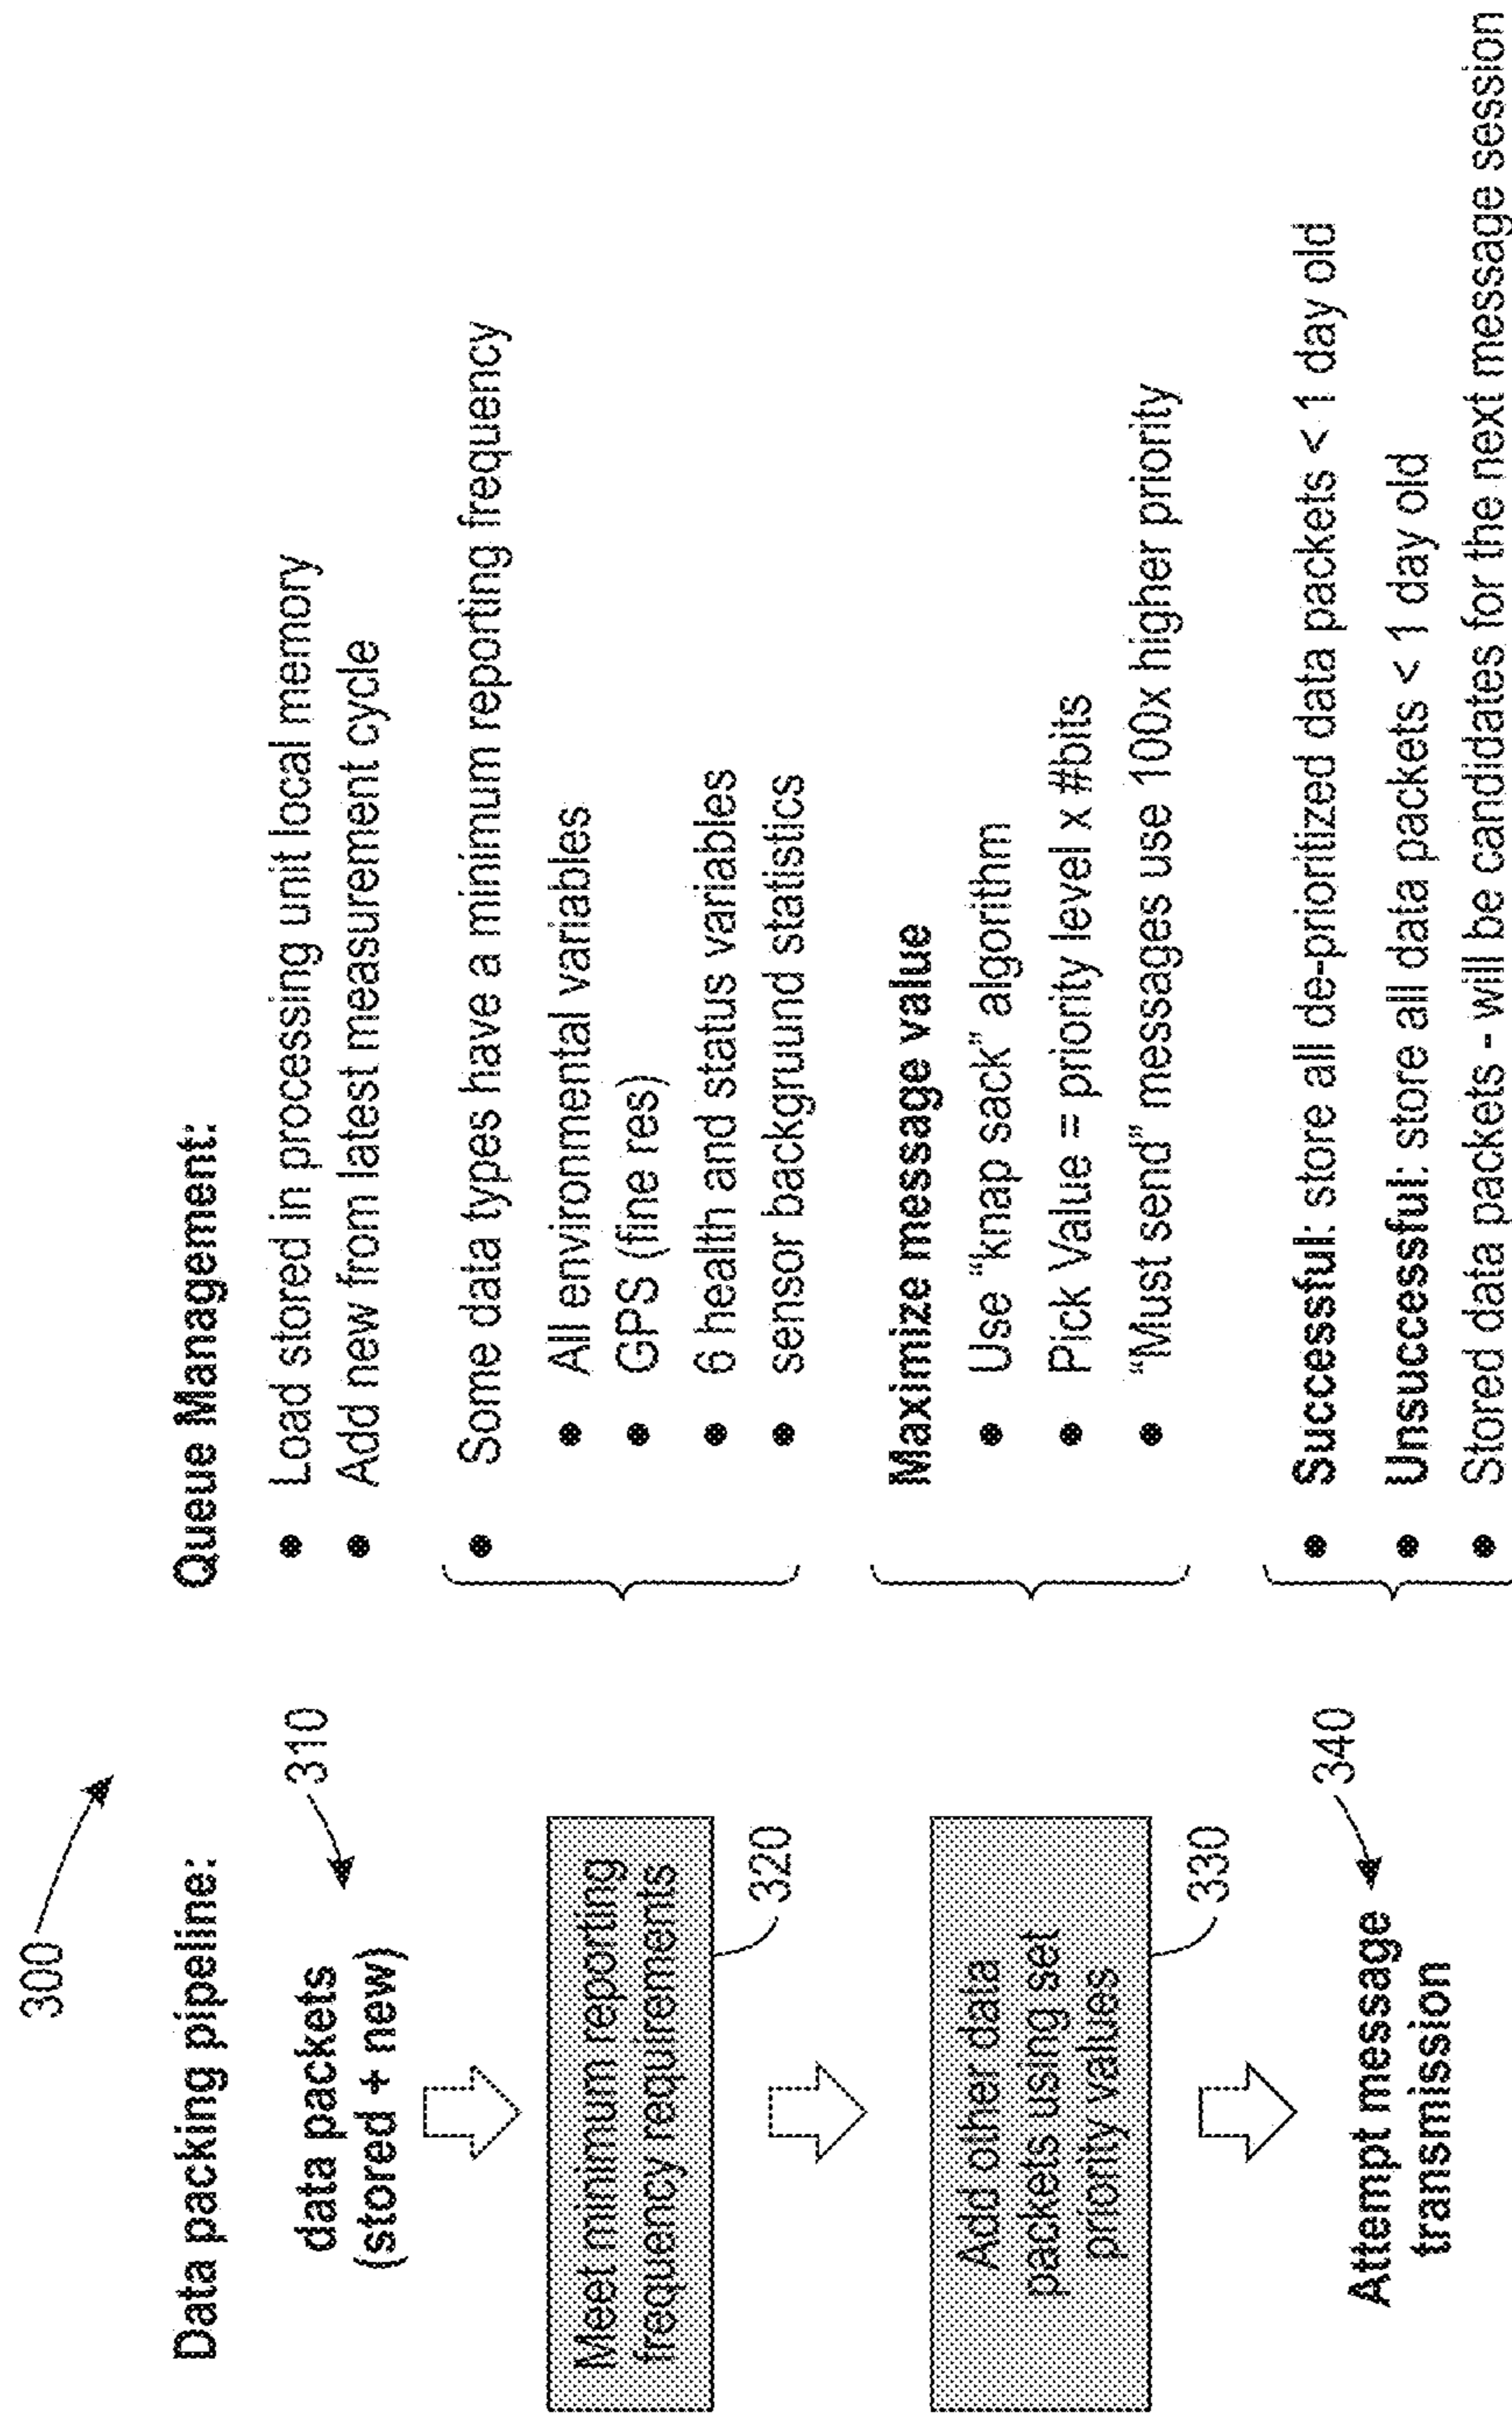 300
Data packing pipeline:
data packets
(stored + new)
310
Meet minimum reporting
frequency requirements
320
Add other data
packets using set
priority values
330
Attempt message
transmission
340
Queue Management:
● Load stored in processing unit local memory
● Add new from latest measurement cycle
● Some data types have a minimum reporting frequency
● All environmental variables
● GPS (fine res)
● 6 health and status variables
● sensor background statistics
Maximize message value
● Use “knap sack” algorithm
● Pick Value = priority level x #bits
● “Must send” messages use 100x higher priority
● Successful: store all de-prioritized data packets < 1 day old
● Unsuccessful: store all data packets < 1 day old
● Stored data packets - will be candidates for the next message session